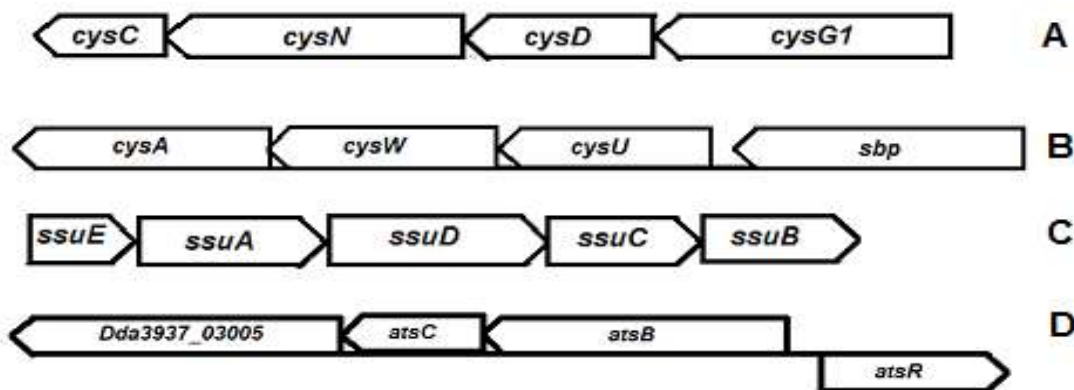 cysC cysN cysD cysG1 A
cysA cysW cysU sbp B
ssuE ssuA ssuD ssuC ssuB C
Dda3937_03005 atsC atsB D
atsR